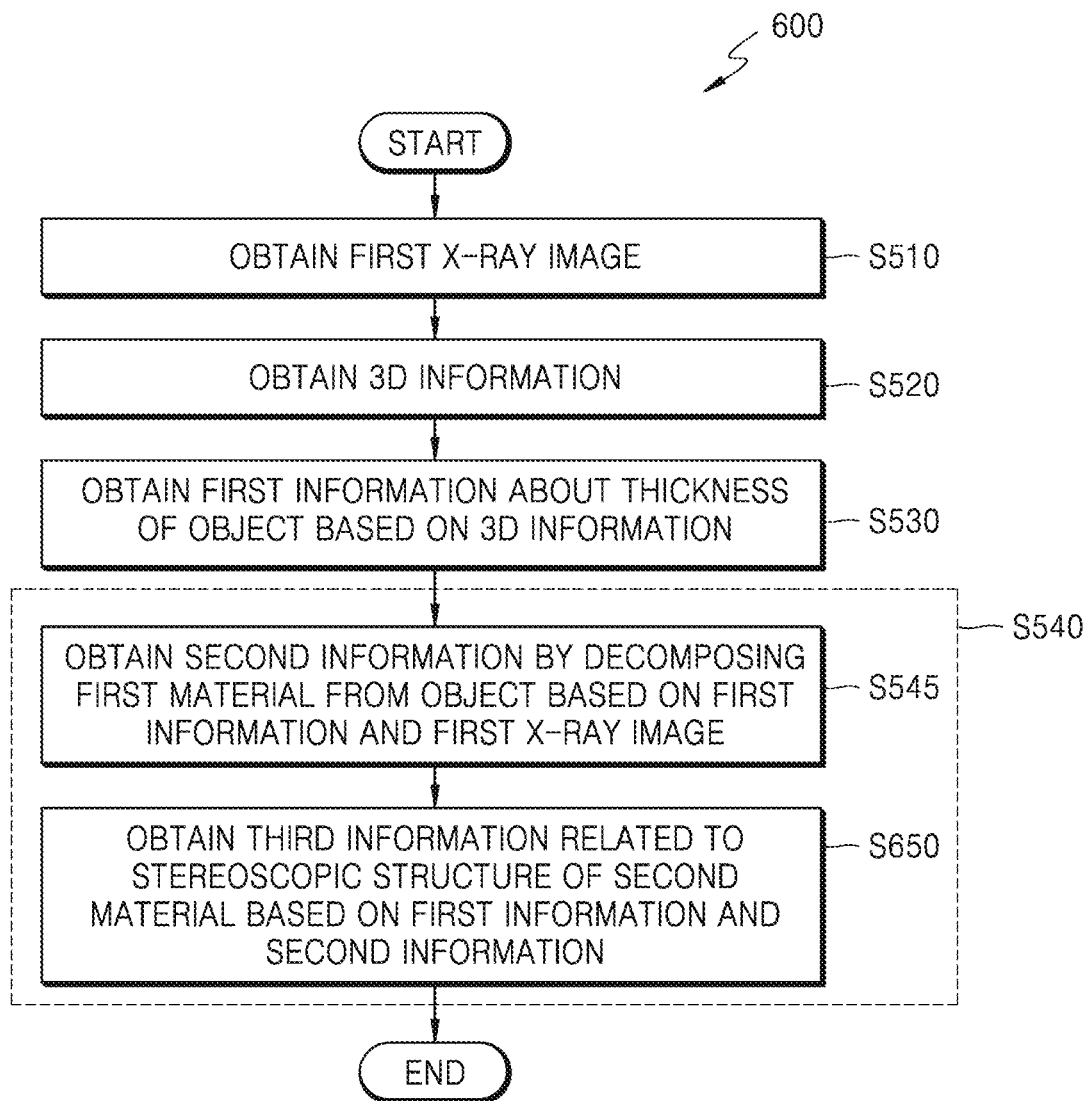 600
START
OBTAIN FIRST X-RAY IMAGE
S510
OBTAIN 3D INFORMATION
S520
OBTAIN FIRST INFORMATION ABOUT THICKNESS
OF OBJECT BASED ON 3D INFORMATION
S530
S540
OBTAIN SECOND INFORMATION BY DECOMPOSING
FIRST MATERIAL FROM OBJECT BASED ON FIRST
INFORMATION AND FIRST X-RAY IMAGE
S545
OBTAIN THIRD INFORMATION RELATED TO
STEREOSCOPIC STRUCTURE OF SECOND
MATERIAL BASED ON FIRST INFORMATION AND
SECOND INFORMATION
S650
END